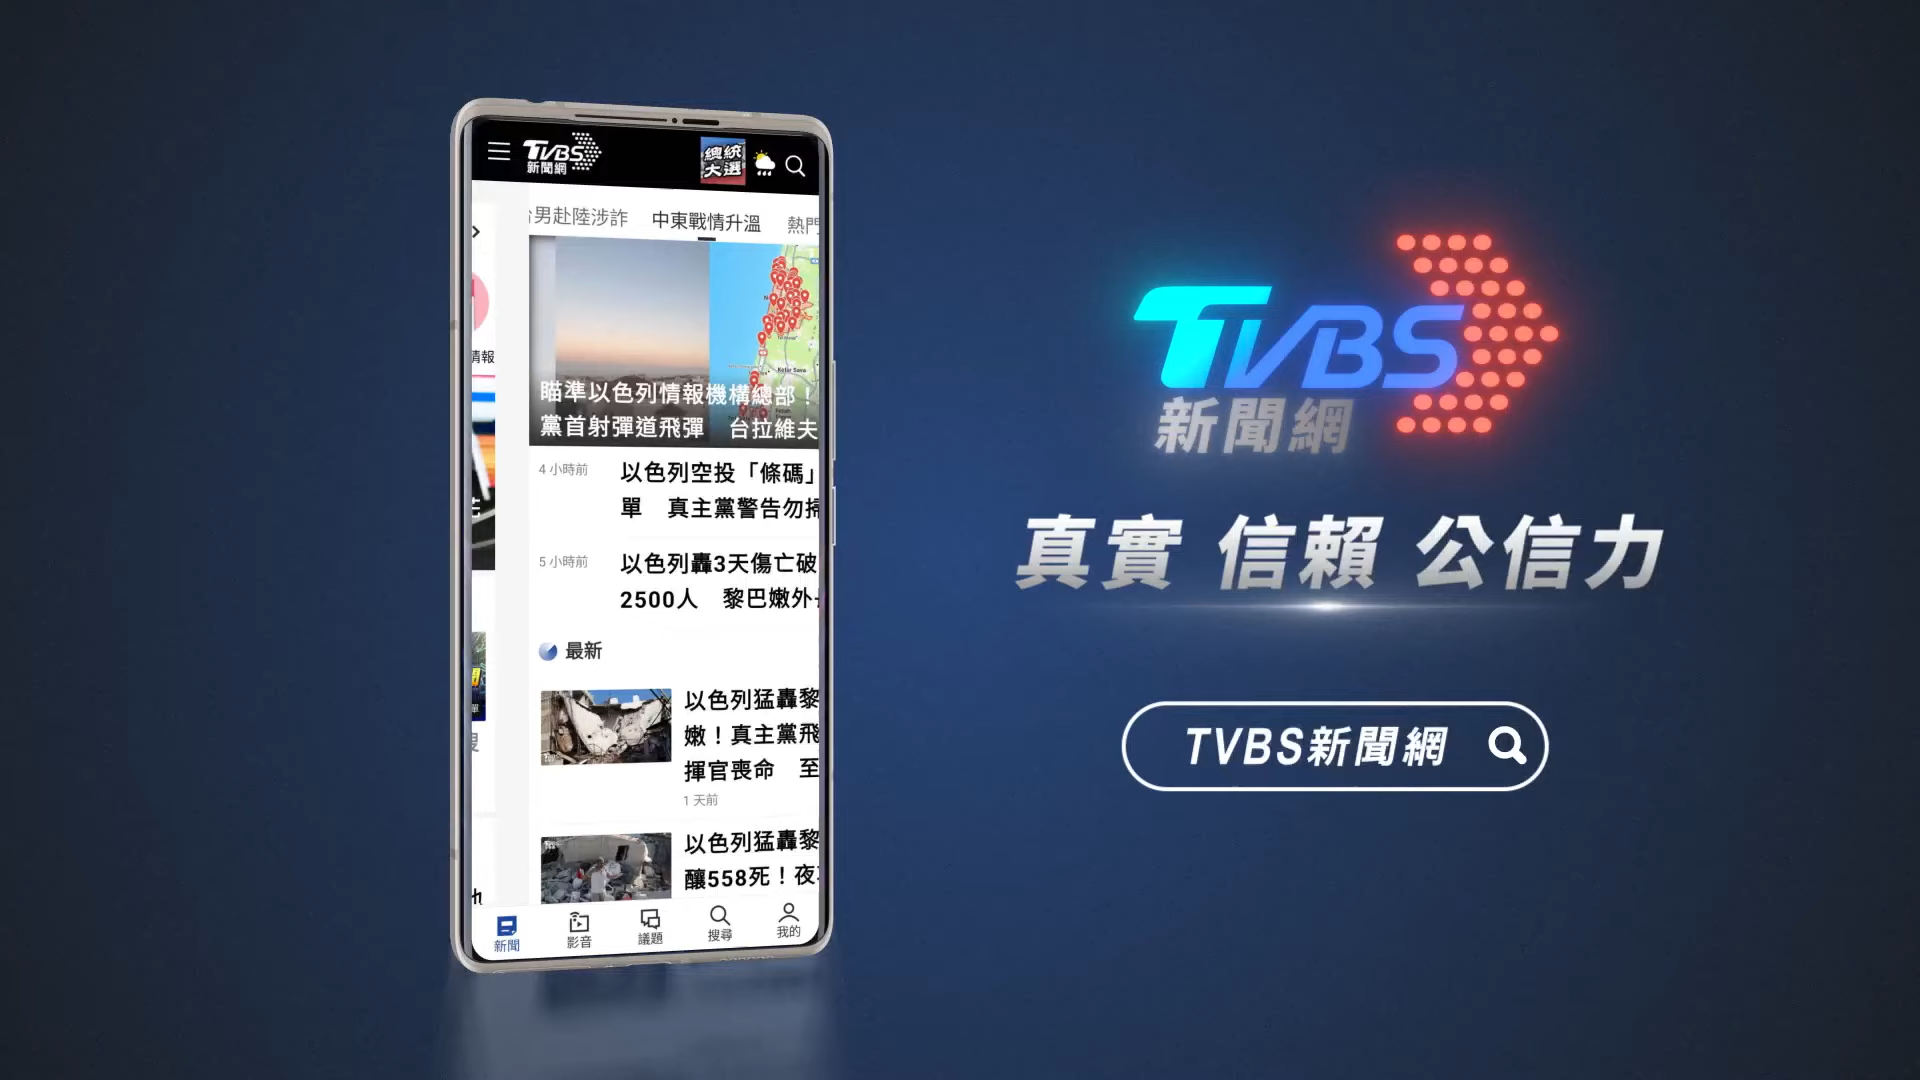 TVBS
新聞網
總統
大選
男赴陸涉詐 中東戰情升溫 熱門
情報
瞄準以色列情報機構總部！
黨首射彈道飛彈 台拉維夫
4 小時前
以色列空投「條碼」
單 真主黨警告勿掃
5 小時前
以色列轟3天傷亡破
2500人 黎巴嫩外
最新
以色列猛轟黎
嫩！真主黨飛
揮官喪命 至
1 天前
以色列猛轟黎
釀558死！夜
新聞 影音 議題 搜尋 我的
TVBS
新聞網
真實 信賴 公信力
TVBS新聞網